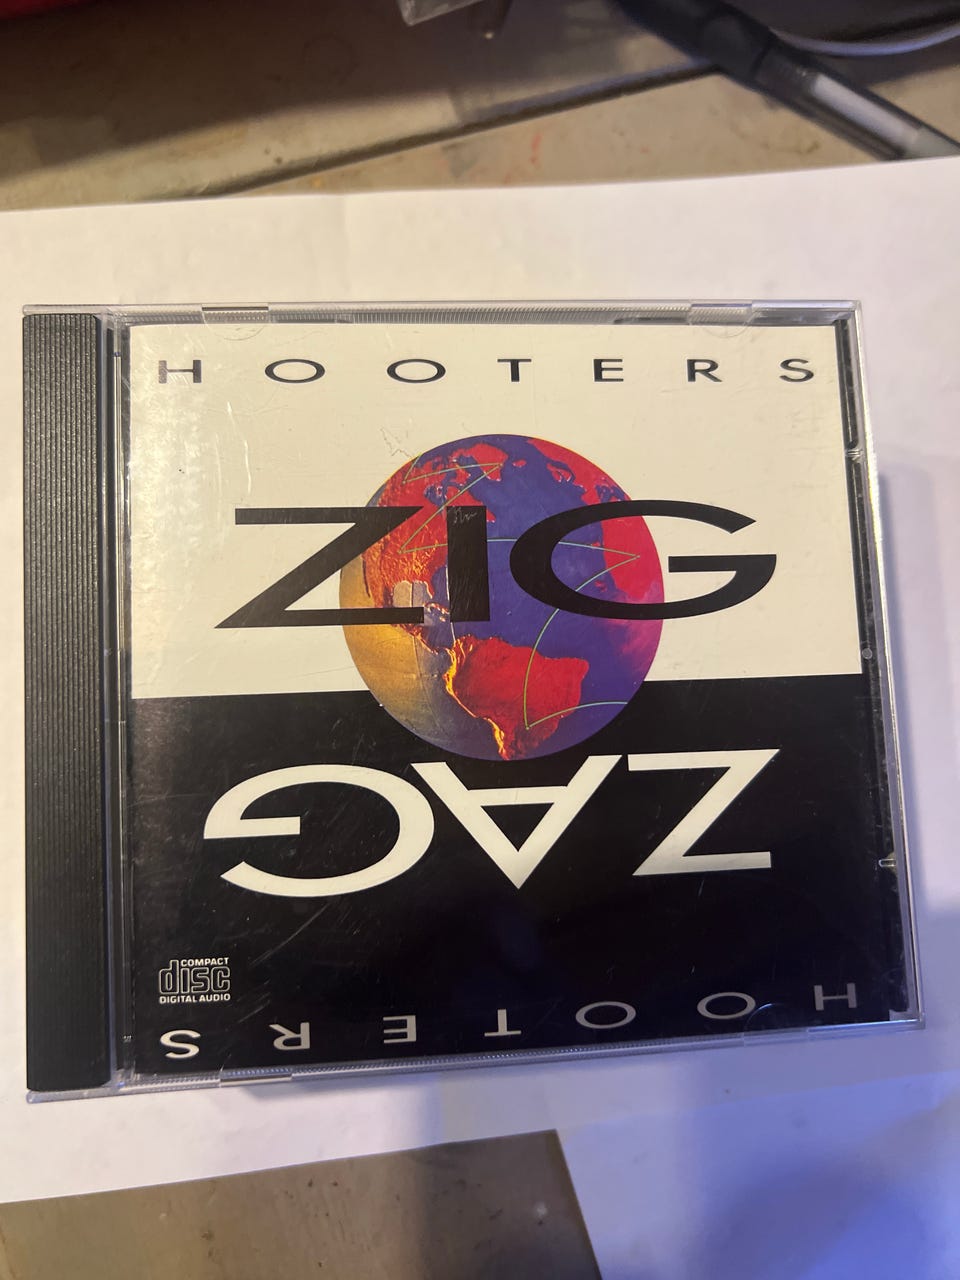 HOOTERS
ZIG
ZAG
COMPACT
disc
DIGITAL AUDIO
HOOTERS